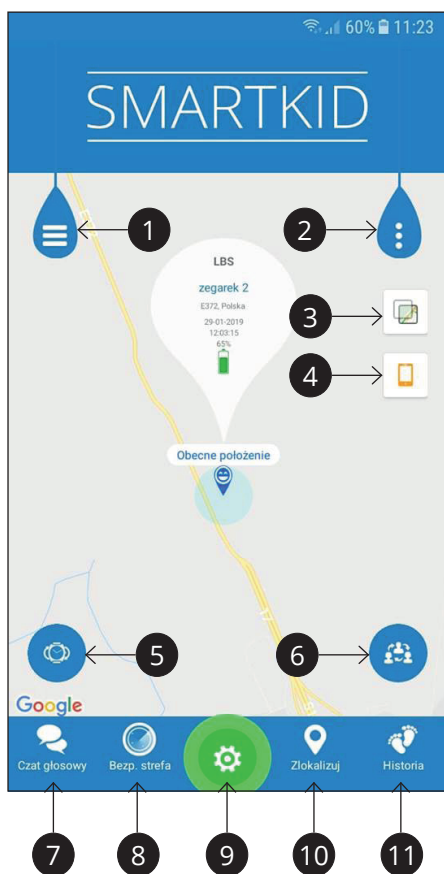 60% 11:23
SMARTKID
1
2
LBS
zegarek 2
E372, Polska
29-01-2019
12:03:15
65%
3
4
Obecne położenie
5
6
17
Google
Czat głosowy
Bezp. strefa
Zlokalizuj
Historia
7
8
9
10
11